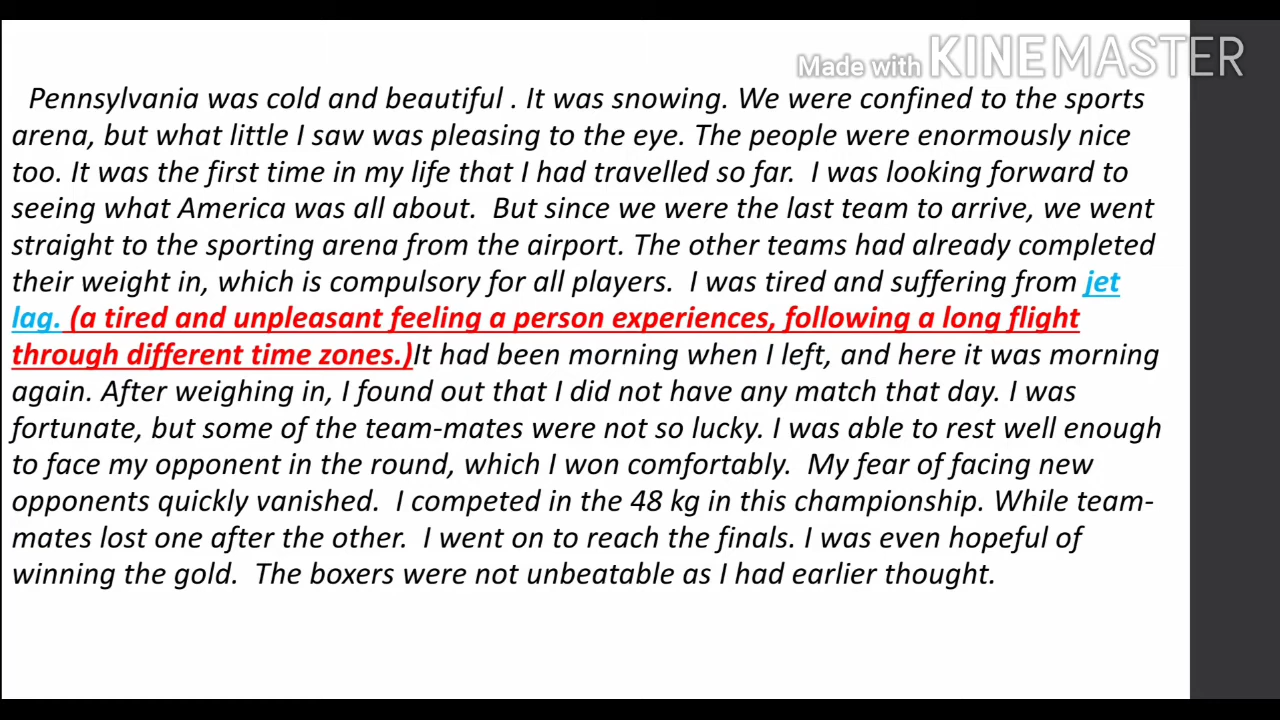 Made with KINEMASTER
Pennsylvania was cold and beautiful . It was snowing. We were confined to the sports
arena, but what little I saw was pleasing to the eye. The people were enormously nice
too. It was the first time in my life that I had travelled so far.  I was looking forward to
seeing what America was all about.  But since we were the last team to arrive, we went
straight to the sporting arena from the airport. The other teams had already completed
their weight in, which is compulsory for all players.  I was tired and suffering from jet
lag. (a tired and unpleasant feeling a person experiences, following a long flight
through different time zones.)It had been morning when I left, and here it was morning
again. After weighing in, I found out that I did not have any match that day. I was
fortunate, but some of the team-mates were not so lucky. I was able to rest well enough
to face my opponent in the round, which I won comfortably.  My fear of facing new
opponents quickly vanished.  I competed in the 48 kg in this championship. While team-
mates lost one after the other.  I went on to reach the finals. I was even hopeful of
winning the gold.  The boxers were not unbeatable as I had earlier thought.